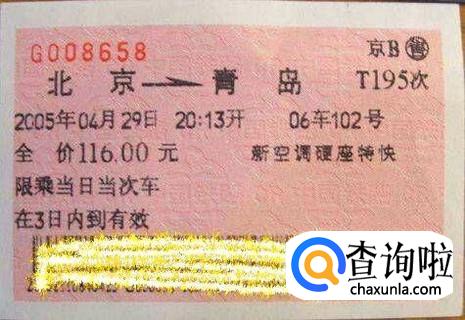 G008658 京B 售
北京→青岛 T195次
2005年04月29日 20:13开 06车102号
全 价116.00 元 新空调硬座特快
限乘当日当次车
在3日内到有效
查询啦
chaxunla.com